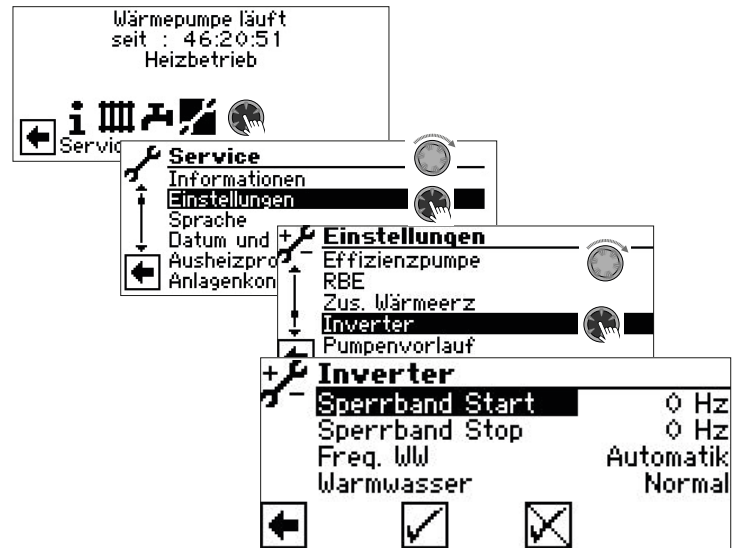 Wärmepumpe läuft
seit : 46:20:51
Heizbetrieb
Servic
Service
Informationen
Einstellungen
Sprache
Datum und
Ausheizpro
Anlagenkon
Einstellungen
Effizienzpumpe
RBE
Zus. Wärmeerz
Inverter
Pumpenvorlauf
Inverter
Sperrband Start 0 Hz
Sperrband Stop 0 Hz
Freq. WW Automatik
Warmwasser Normal